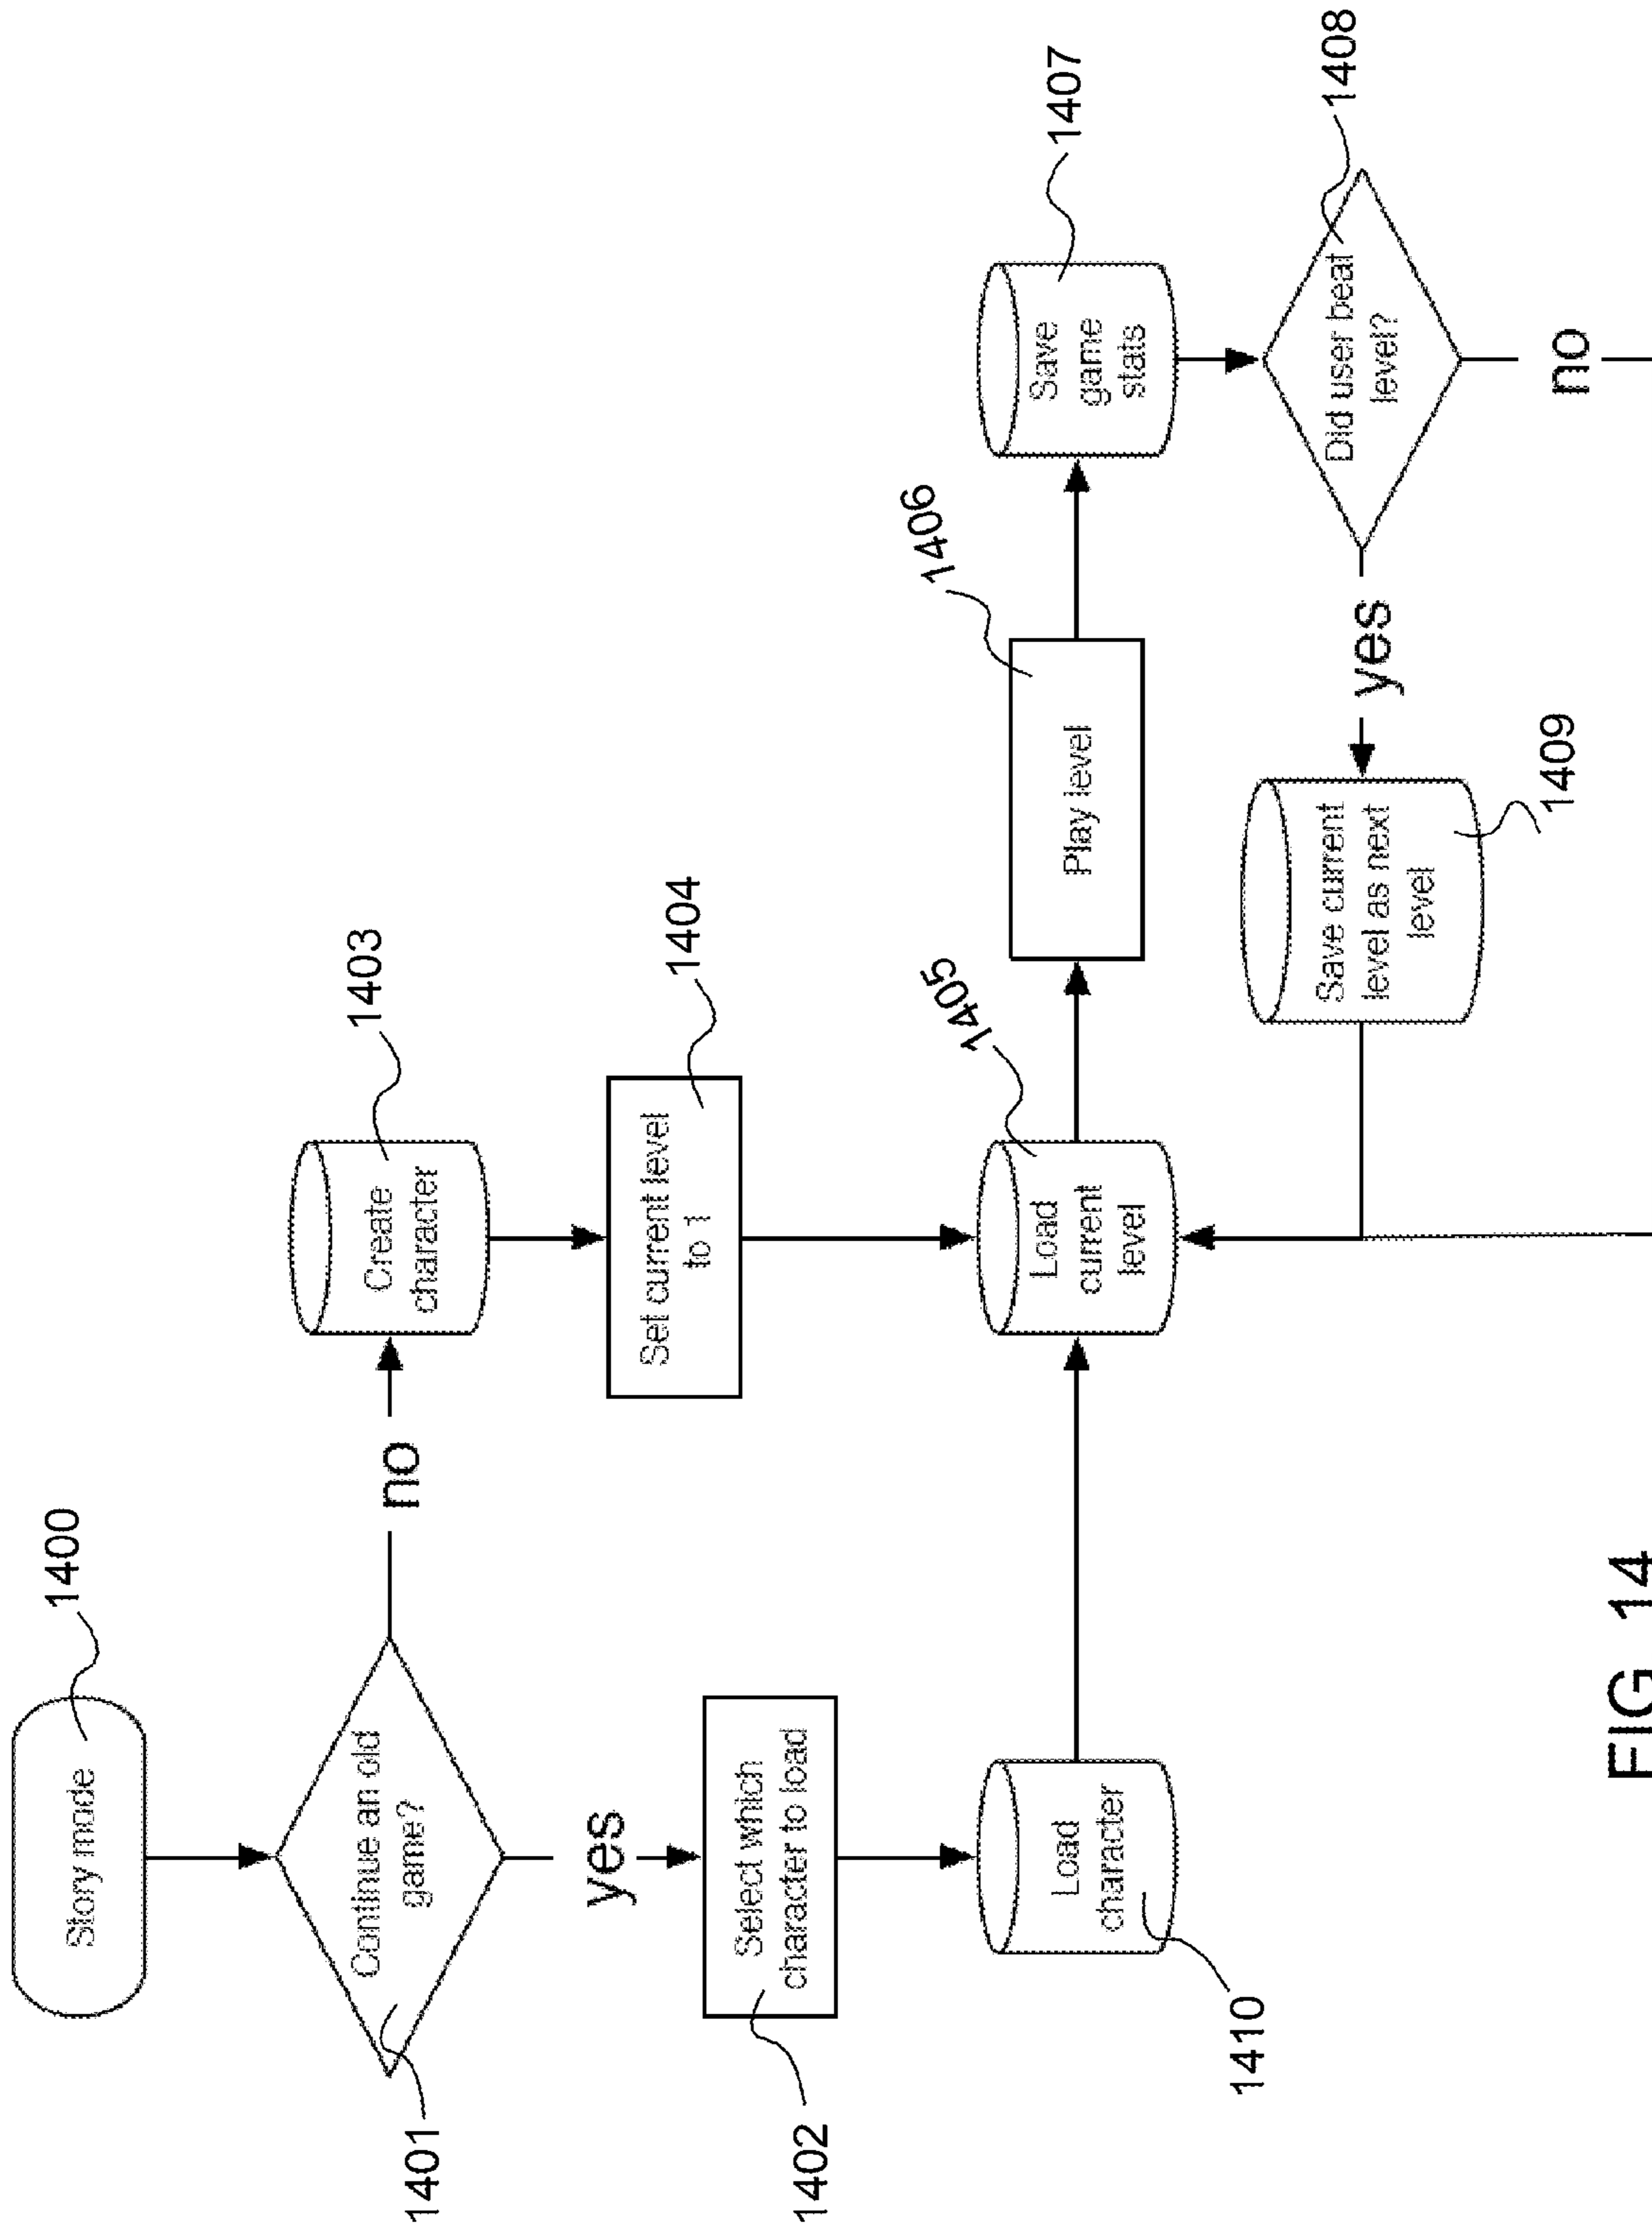 1400
Story mode
1401
Continue an old
game?
no
yes
1403
Create
character
1402
Select which
character to load
1404
Set current level
to 1
1410
Load
character
1405
Load
current
level
1406
Play level
1407
Save
game
stats
1408
Did user beat
level?
yes
no
1409
Save current
level as next
level
FIG. 14